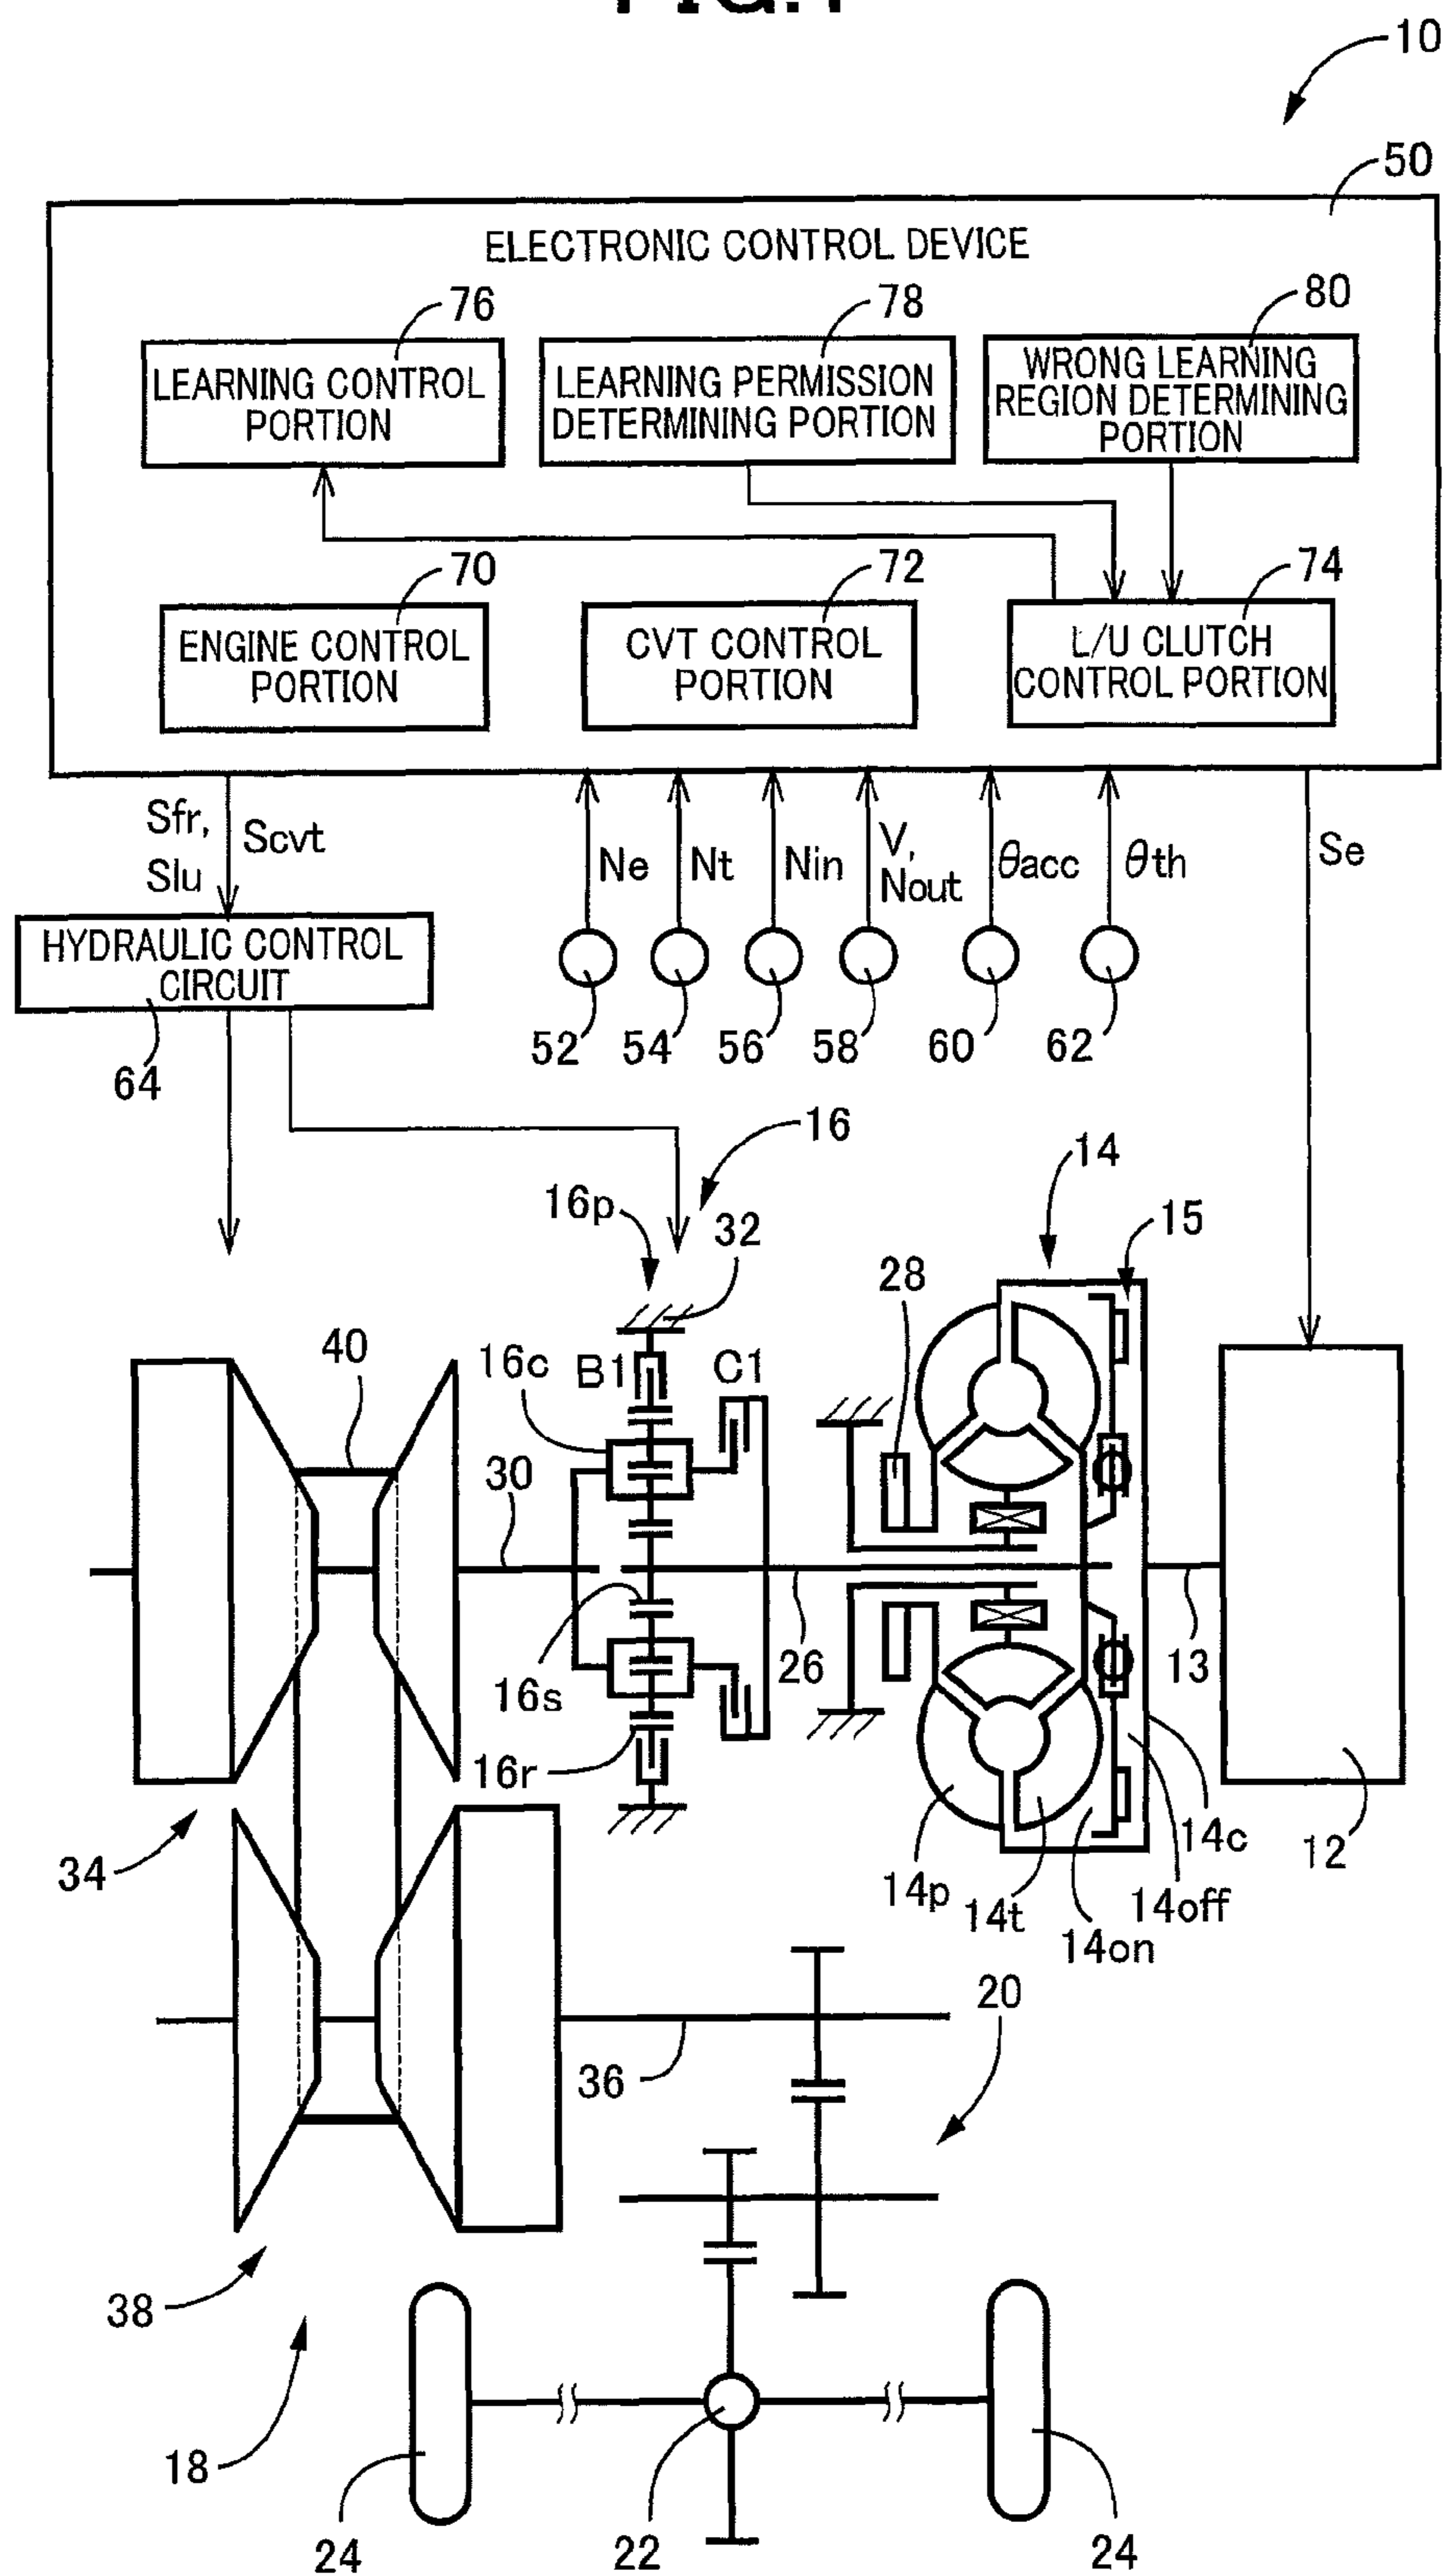 FIG.1
10
50
ELECTRONIC CONTROL DEVICE
76
78
80
LEARNING CONTROL
PORTION
LEARNING PERMISSION
DETERMINING PORTION
WRONG LEARNING
REGION DETERMINING
PORTION
70
72
74
ENGINE CONTROL
PORTION
CVT CONTROL
PORTION
L/U CLUTCH
CONTROL PORTION
Sfr,
Slu
Scvt
Ne
Nt
Nin
V,
Nout
θacc
θth
Se
HYDRAULIC CONTROL
CIRCUIT
64
52
54
56
58
60
62
16
16p
32
14
15
28
40
16c
B1
C1
30
16s
26
13
16r
34
14p
14t
14on
14off
14c
12
36
20
38
18
24
22
24